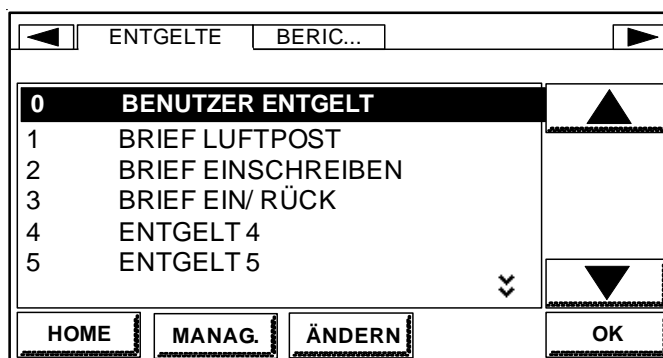 ENTGELTE BERIC...
0 BENUTZER ENTGELT
1 BRIEF LUFTPOST
2 BRIEF EINSCHREIBEN
3 BRIEF EIN/ RÜCK
4 ENTGELT 4
5 ENTGELT 5
HOME MANAG. ÄNDERN OK